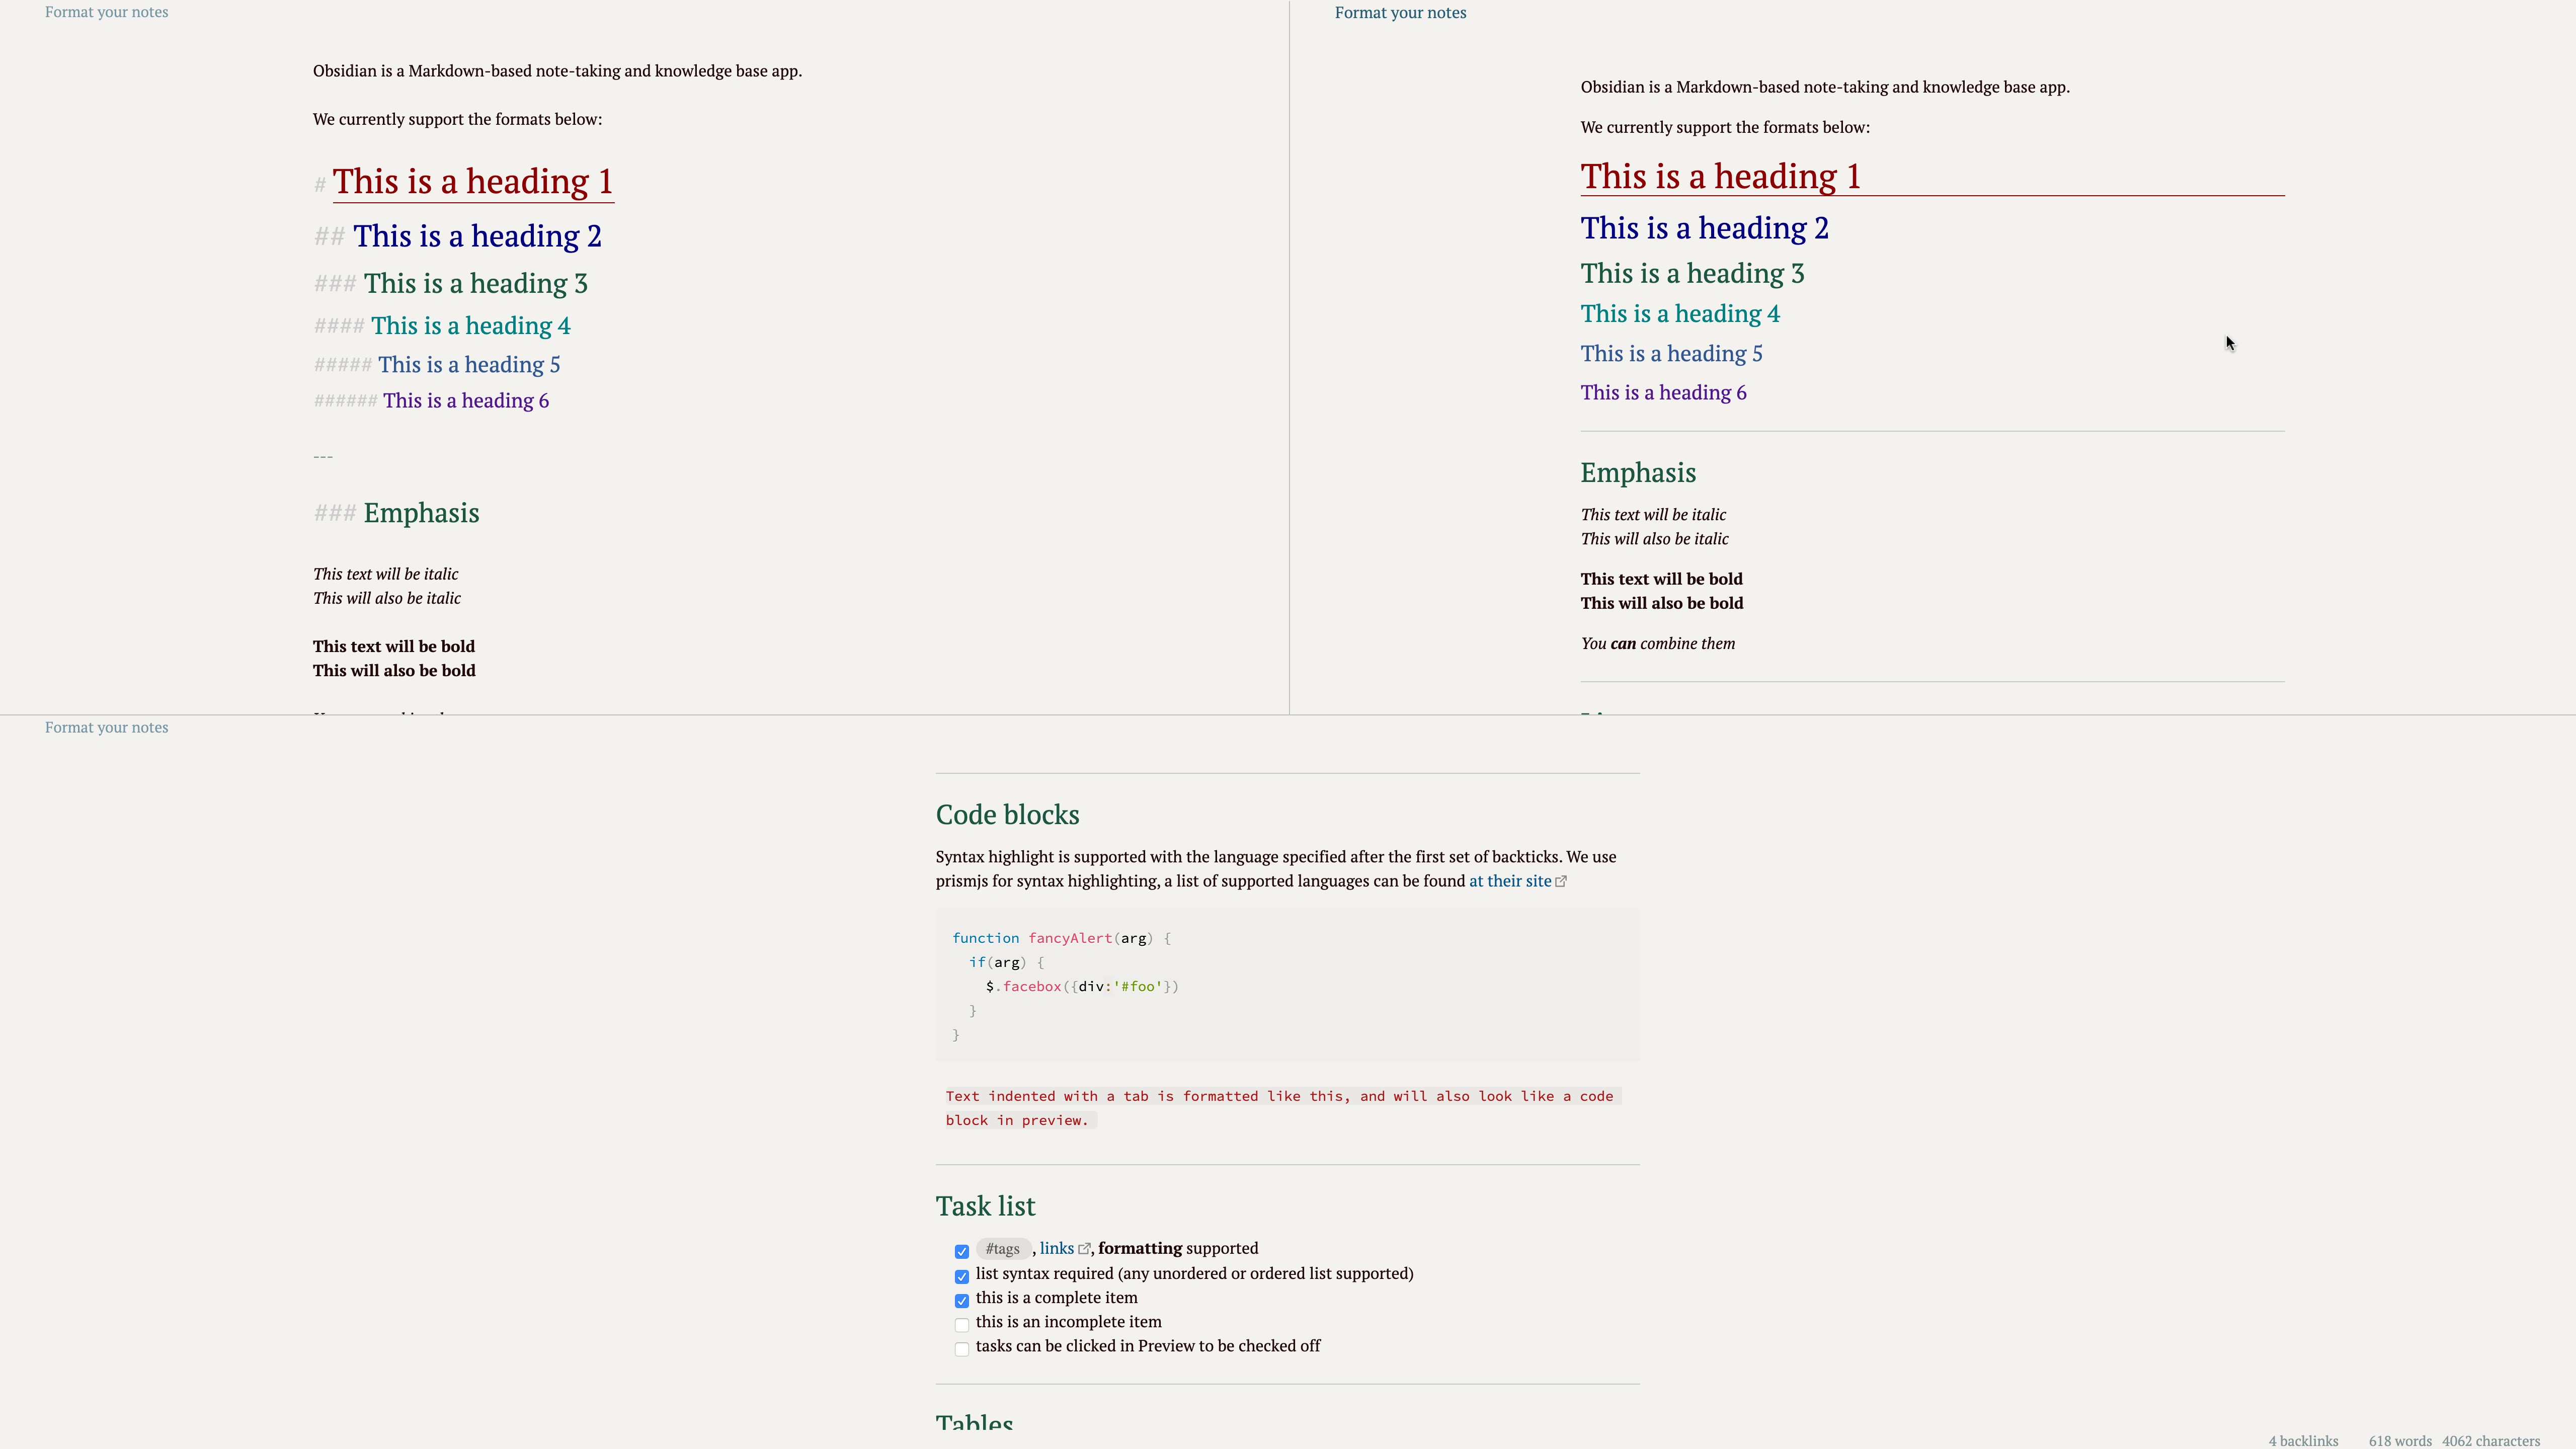 Format your notes
Obsidian is a Markdown-based note-taking and knowledge base app.
We currently support the formats below:
# This is a heading 1
## This is a heading 2
### This is a heading 3
#### This is a heading 4
##### This is a heading 5
###### This is a heading 6
---
### Emphasis
This text will be italic
This will also be italic
This text will be bold
This will also be bold
Format your notes
Obsidian is a Markdown-based note-taking and knowledge base app.
We currently support the formats below:
This is a heading 1
This is a heading 2
This is a heading 3
This is a heading 4
This is a heading 5
This is a heading 6
Emphasis
This text will be italic
This will also be italic
This text will be bold
This will also be bold
You can combine them
Format your notes
Code blocks
Syntax highlight is supported with the language specified after the first set of backticks. We use
prismjs for syntax highlighting, a list of supported languages can be found at their site
function fancyAlert(arg) {
  if(arg) {
    $.facebox({div:'#foo'})
  }
}
Text indented with a tab is formatted like this, and will also look like a code
block in preview.
Task list
#tags , links , formatting supported
list syntax required (any unordered or ordered list supported)
this is a complete item
this is an incomplete item
tasks can be clicked in Preview to be checked off
Tables
4 backlinks 618 words 4062 characters